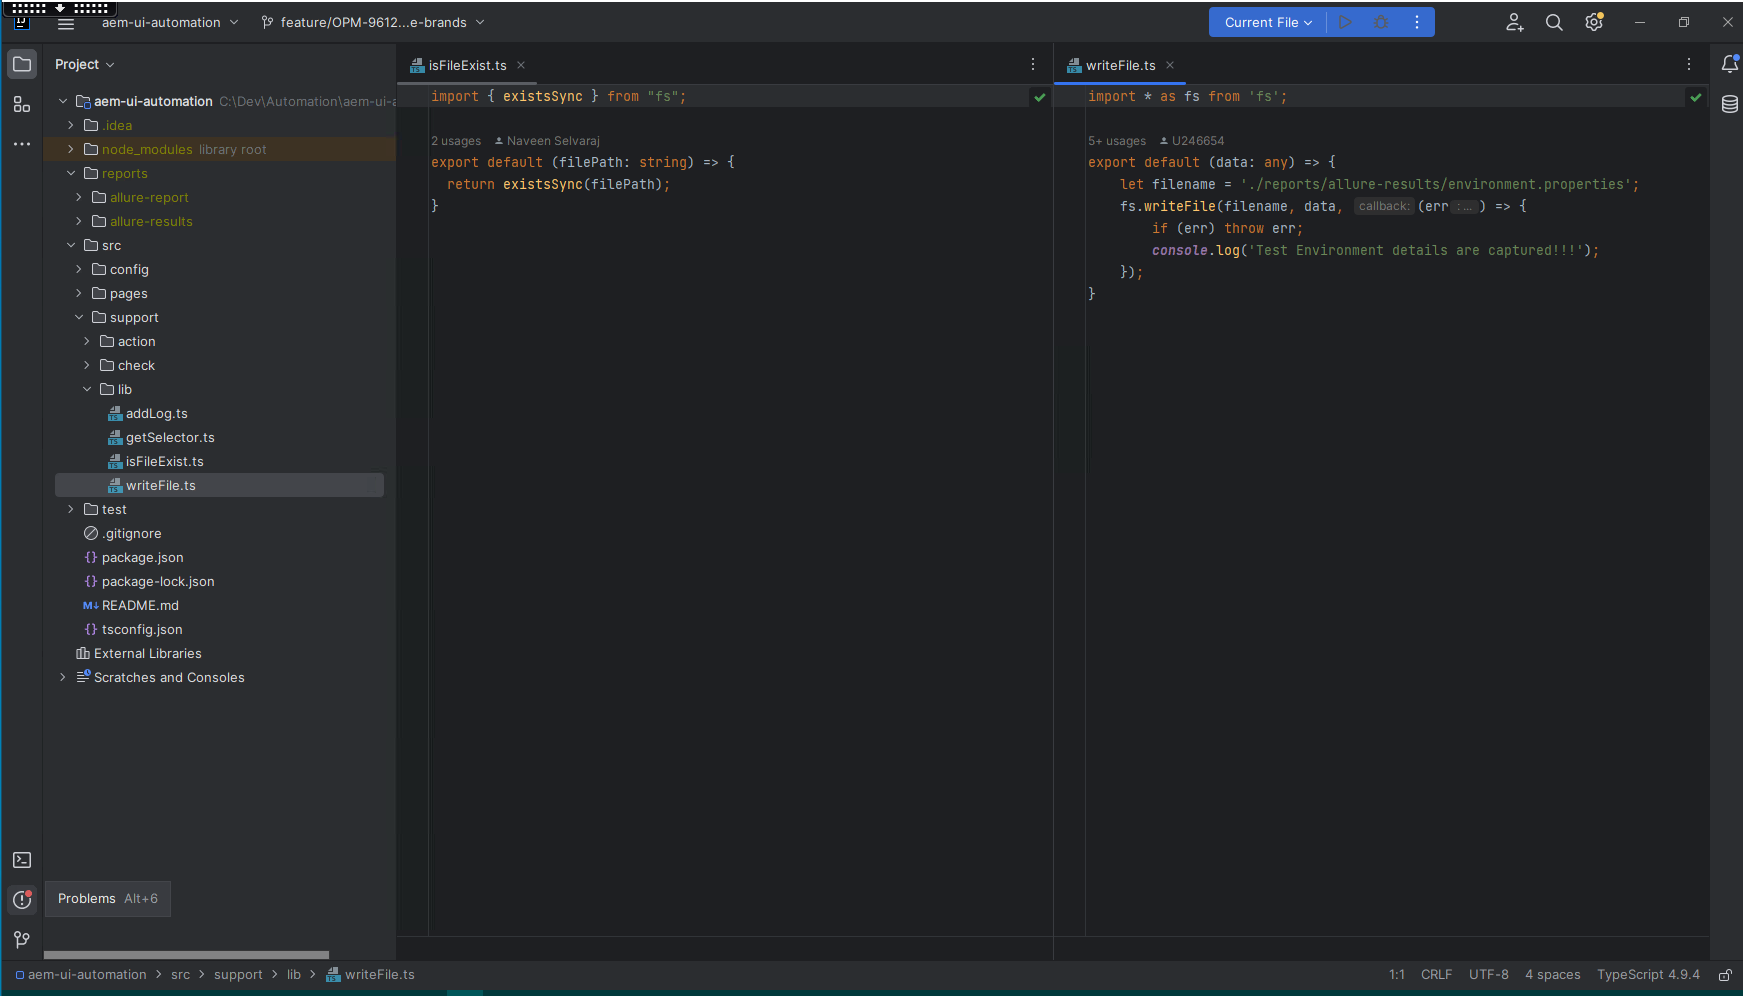 aem-ui-automation
feature/OPM-9612...e-brands
Current File
Project
aem-ui-automation C:\Dev\Automation\aem-ui-a
.idea
node_modules library root
reports
allure-report
allure-results
src
config
pages
support
action
check
lib
addLog.ts
getSelector.ts
isFileExist.ts
writeFile.ts
test
.gitignore
package.json
package-lock.json
README.md
tsconfig.json
External Libraries
Scratches and Consoles
Problems Alt+6
isFileExist.ts
import { existsSync } from "fs";
2 usages Naveen Selvaraj
export default (filePath: string) => {
return existsSync(filePath);
}
writeFile.ts
import * as fs from 'fs';
5+ usages U246654
export default (data: any) => {
let filename = './reports/allure-results/environment.properties';
fs.writeFile(filename, data, callback: (err : ...) => {
if (err) throw err;
console.log('Test Environment details are captured!!!');
});
}
aem-ui-automation > src > support > lib > writeFile.ts
1:1 CRLF UTF-8 4 spaces TypeScript 4.9.4